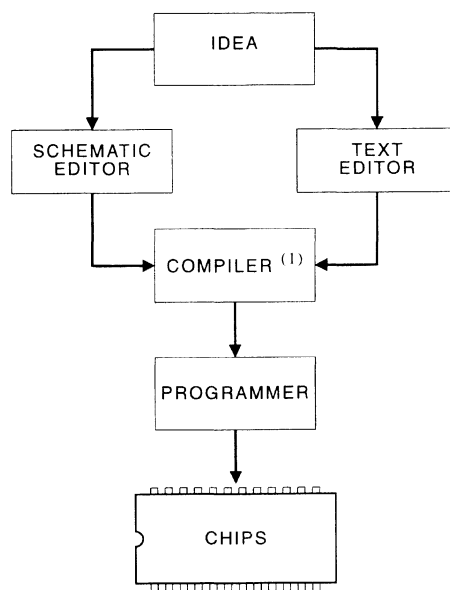 IDEA
SCHEMATIC
EDITOR
TEXT
EDITOR
COMPILER (1)
PROGRAMMER
CHIPS